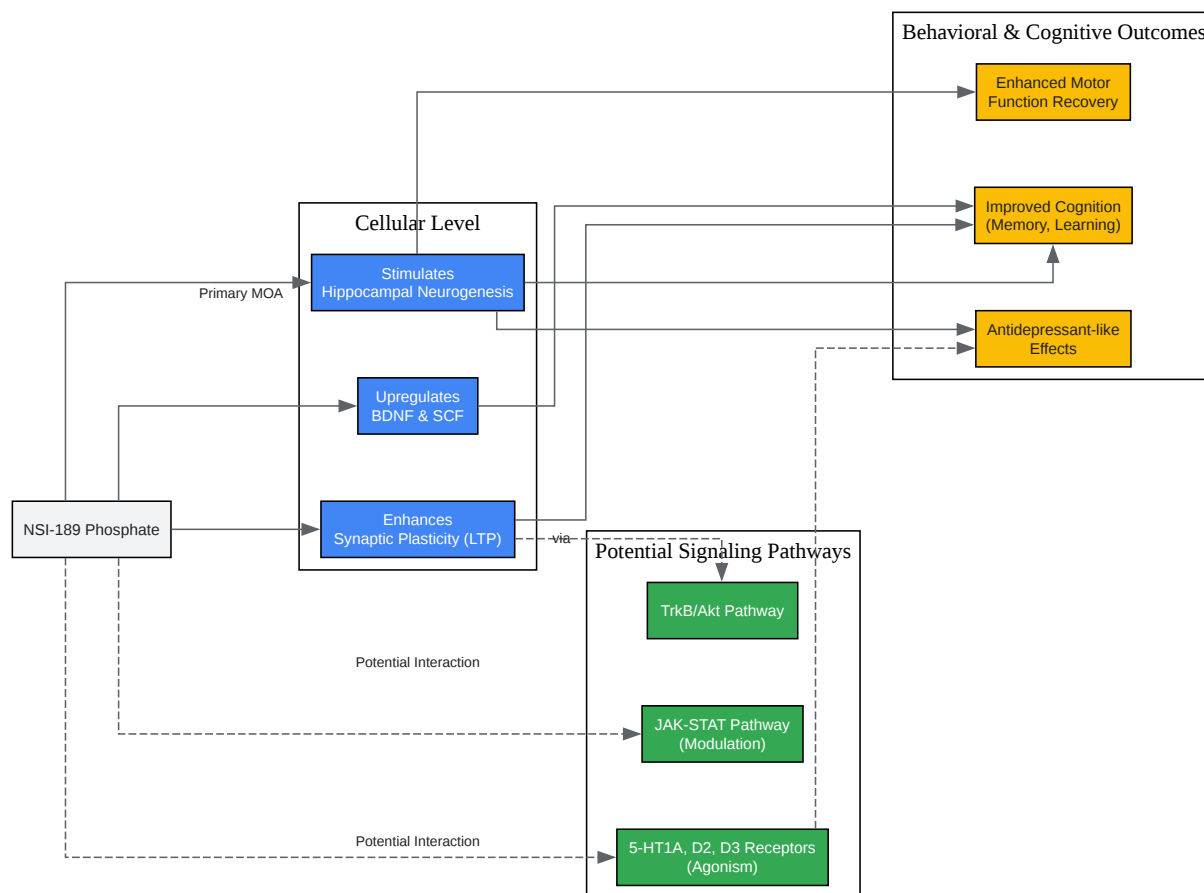 Behavioral & Cognitive Outcomes
Enhanced Motor
Function Recovery
Cellular Level
Improved Cognition
(Memory, Learning)
Stimulates
Hippocampal Neurogenesis
Primary MOA
Antidepressant-like
Effects
Upregulates
BDNF & SCF
NSI-189 Phosphate
Enhances
Synaptic Plasticity (LTP)
via
Potential Signaling Pathways
TrkB/Akt Pathway
Potential Interaction
JAK-STAT Pathway
(Modulation)
Potential Interaction
5-HT1A, D2, D3 Receptors
(Agonism)